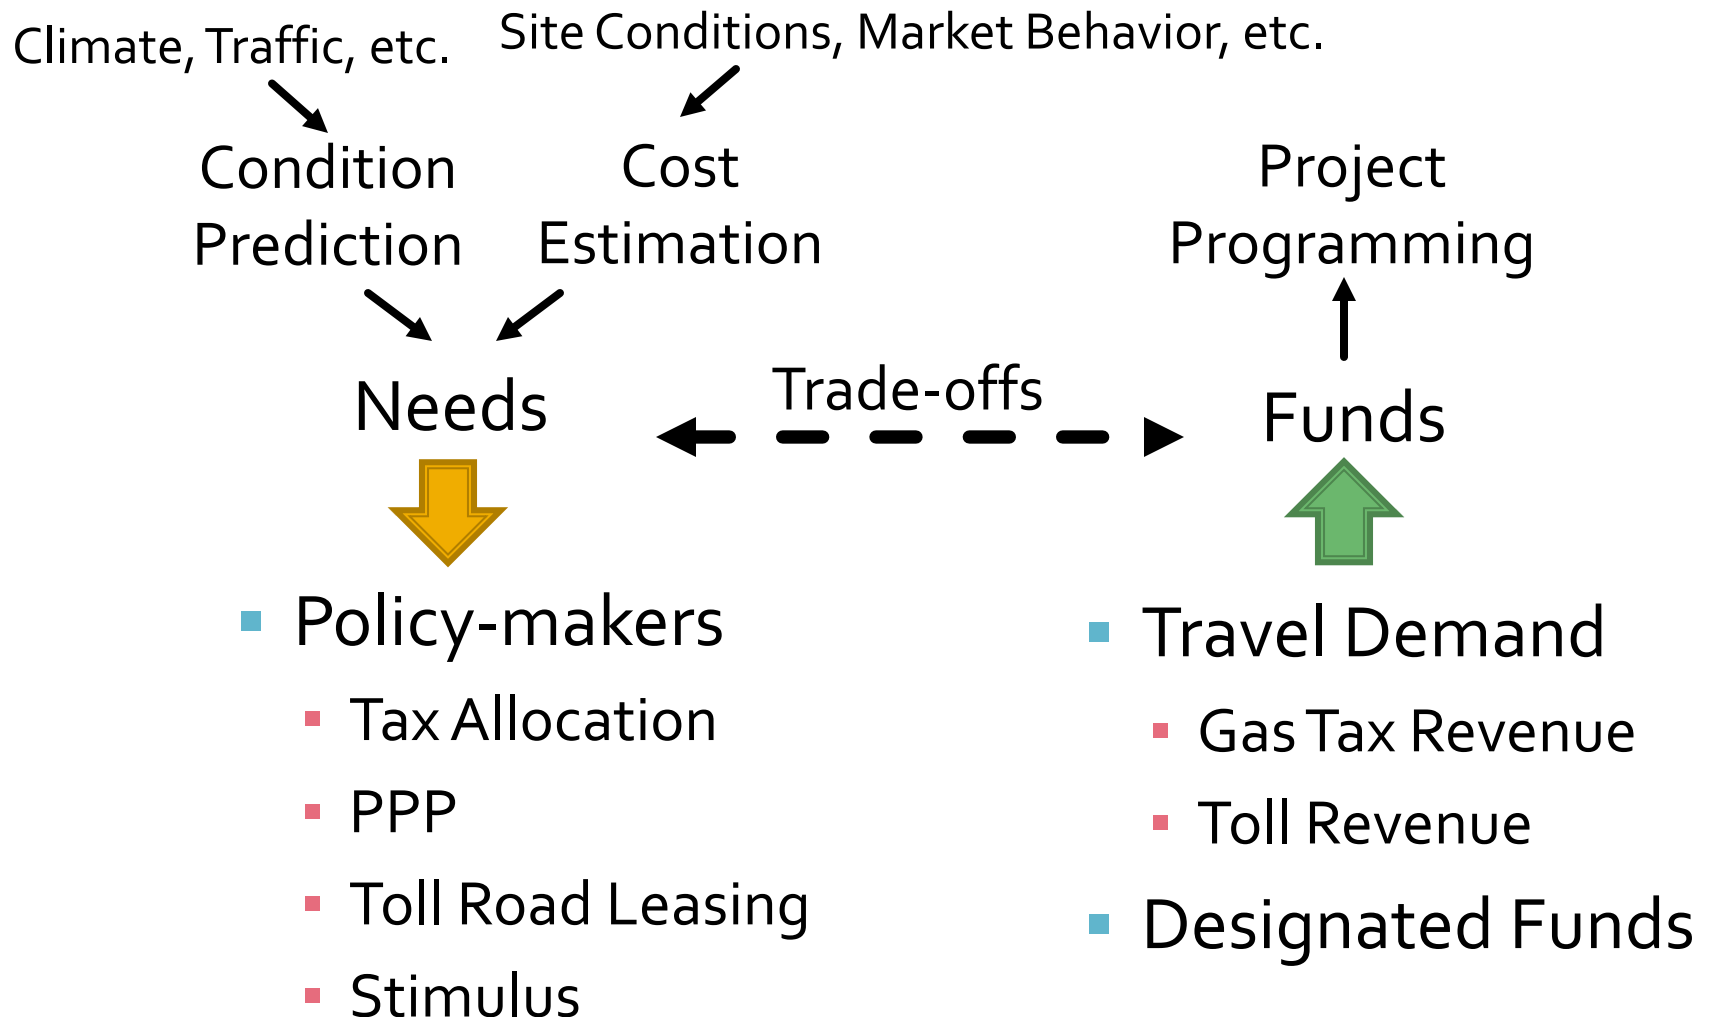 Climate, Traffic, etc.
Site Conditions, Market Behavior, etc.
Condition
Prediction
Cost
Estimation
Project
Programming
Needs
Trade-offs
Funds
Policy-makers
Tax Allocation
PPP
Toll Road Leasing
Stimulus
Travel Demand
Gas Tax Revenue
Toll Revenue
Designated Funds